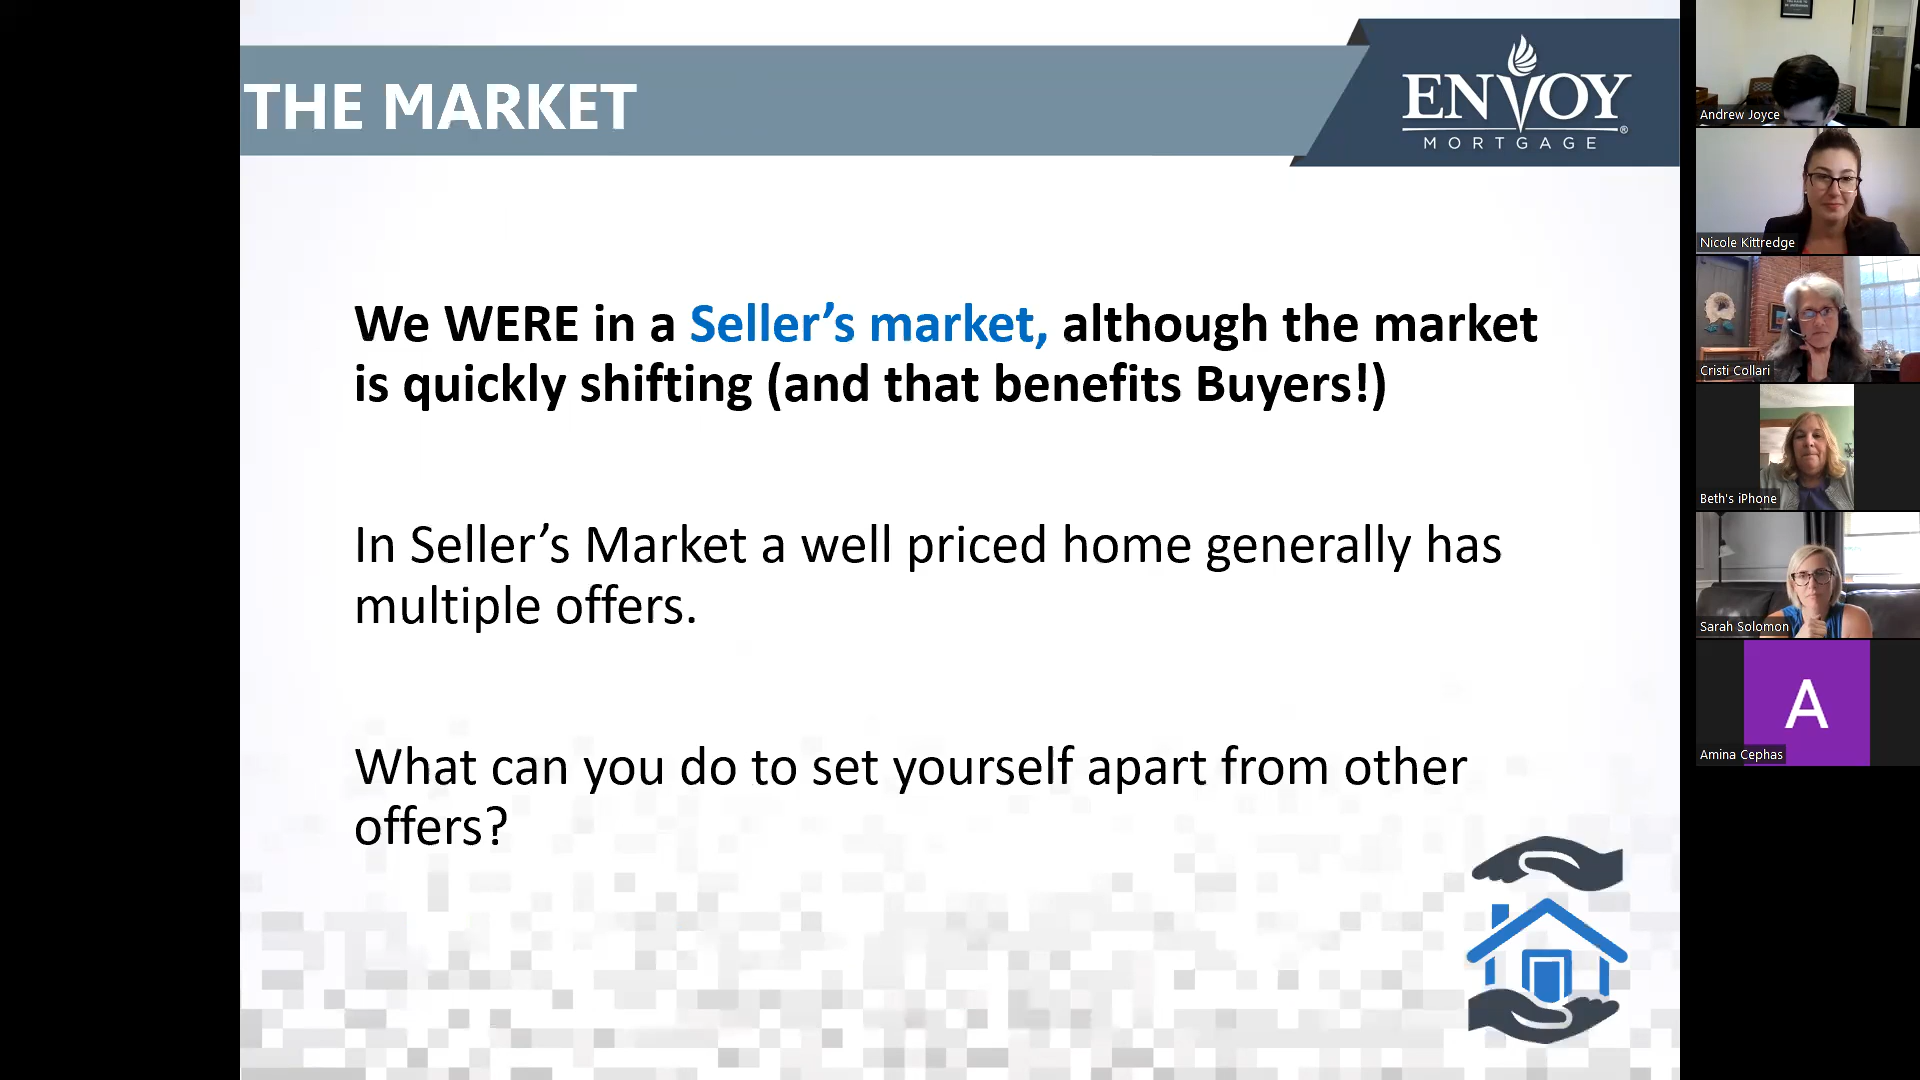 THE MARKET
ENVOY
®
MORTGAGE
We WERE in a Seller’s market, although the market
is quickly shifting (and that benefits Buyers!)
In Seller’s Market a well priced home generally has
multiple offers.
What can you do to set yourself apart from other
offers?
Andrew Joyce
Nicole Kittredge
Cristi Collari
Beth's iPhone
Sarah Solomon
A
Amina Cephas